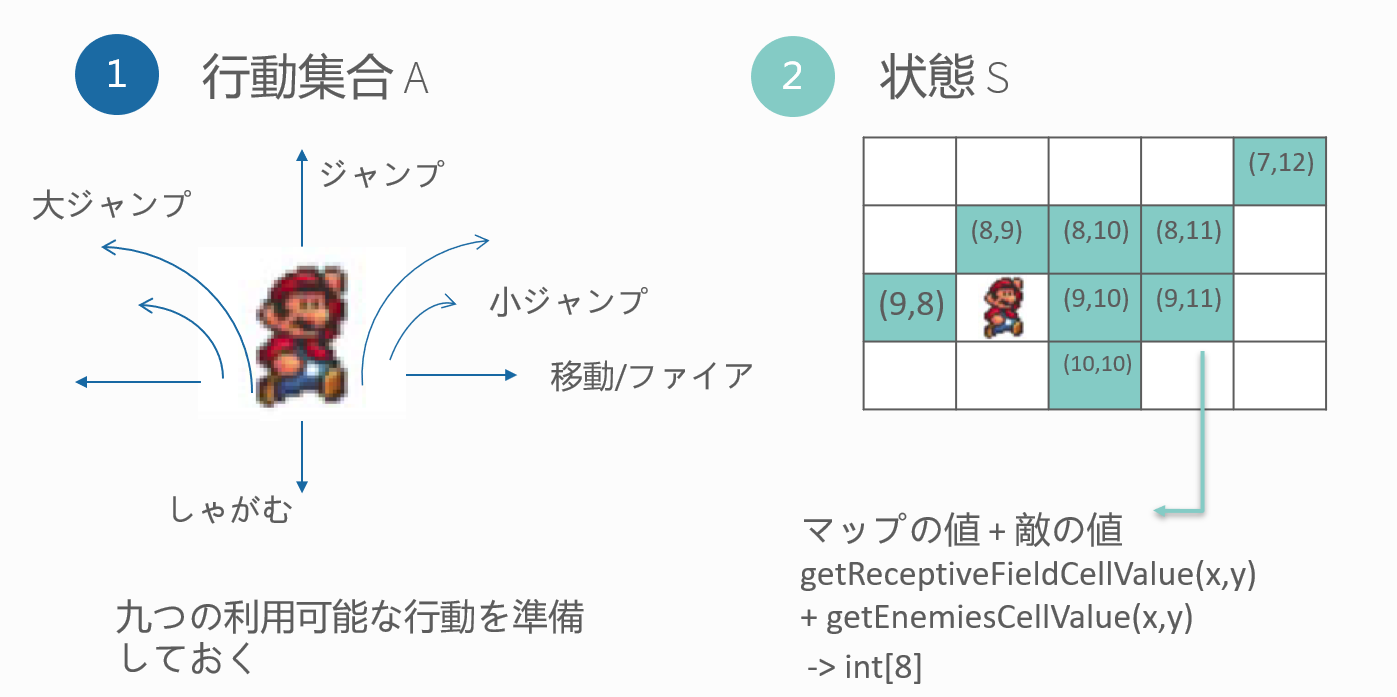 1 行動集合 A
ジャンプ
大ジャンプ
小ジャンプ
移動/ファイア
しゃがむ
九つの利用可能な行動を準備
しておく
2 状態 S
(7,12)
(8,9) (8,10) (8,11)
(9,8) (9,10) (9,11)
(10,10)
マップの値 + 敵の値
getReceptiveFieldCellValue(x,y)
+ getEnemiesCellValue(x,y)
-> int[8]